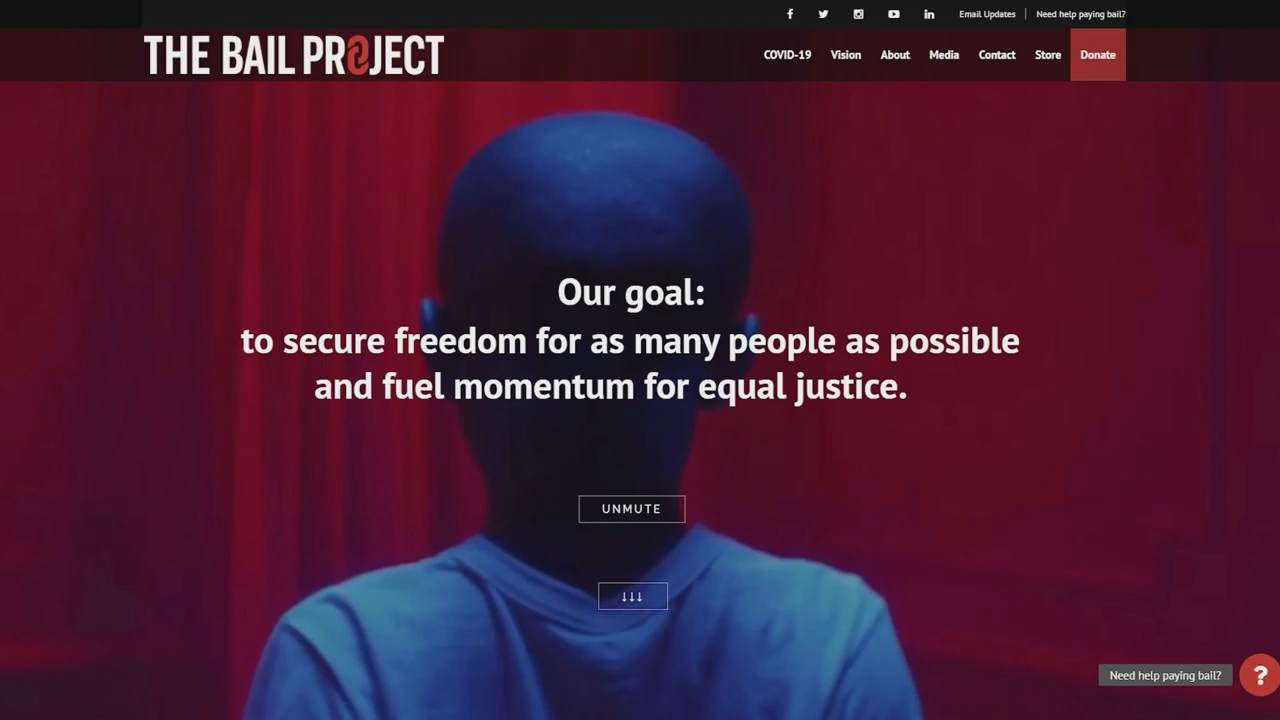 Email Updates
Need help paying bail?
THE BAIL PROJECT
COVID-19 Vision About Media Contact Store Donate
Our goal:
to secure freedom for as many people as possible
and fuel momentum for equal justice.
UNMUTE
↓↓↓
Need help paying bail? ?